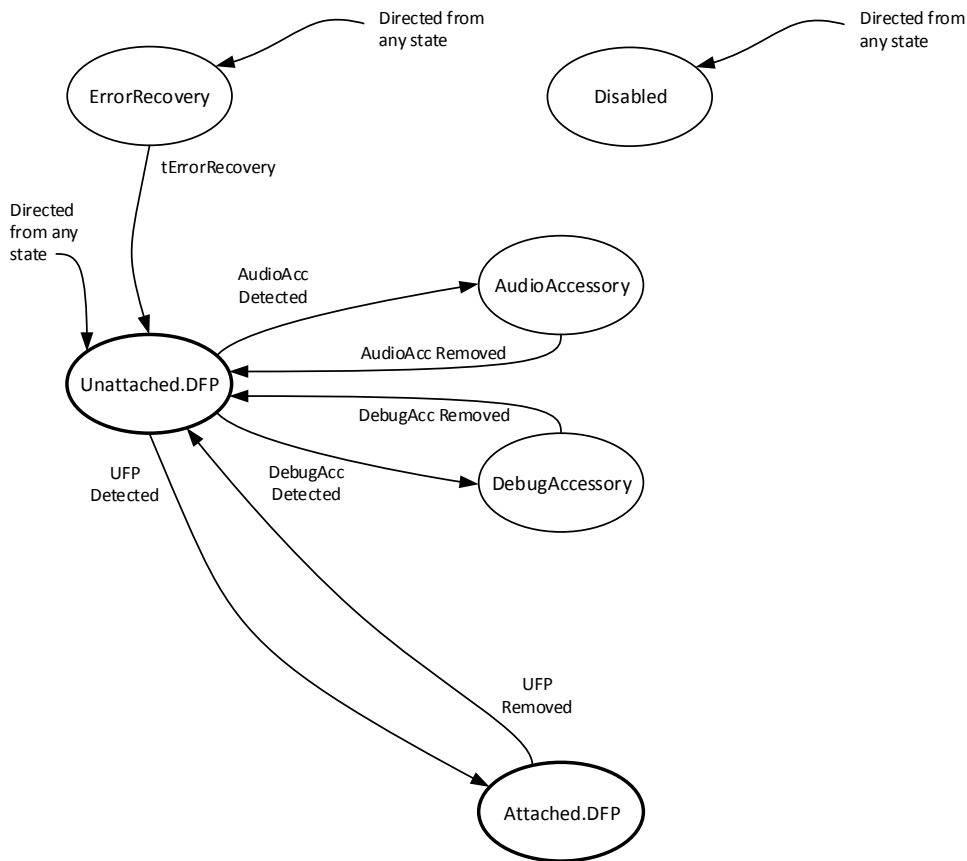 Directed from
any state
Directed from
any state
ErrorRecovery
Disabled
tErrorRecovery
Directed
from any
state
AudioAcc
Detected
AudioAccessory
AudioAcc Removed
Unattached.DFP
DebugAcc Removed
UFP
Detected
DebugAcc
Detected
DebugAccessory
UFP
Removed
Attached.DFP